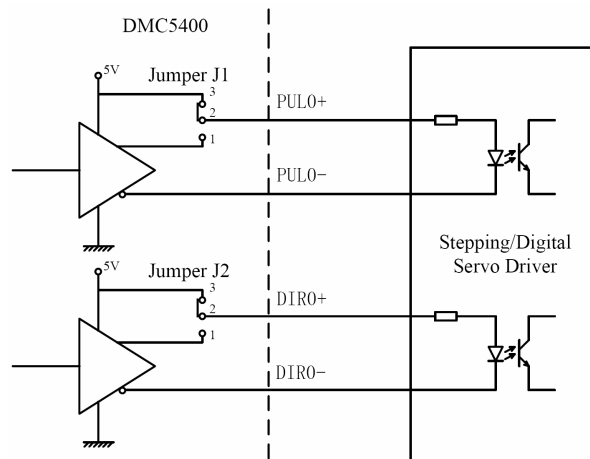 DMC5400
5V
Jumper J1
3
2
1
PUL0+
PUL0-
Stepping/Digital
Servo Driver
5V
Jumper J2
3
2
1
DIR0+
DIR0-